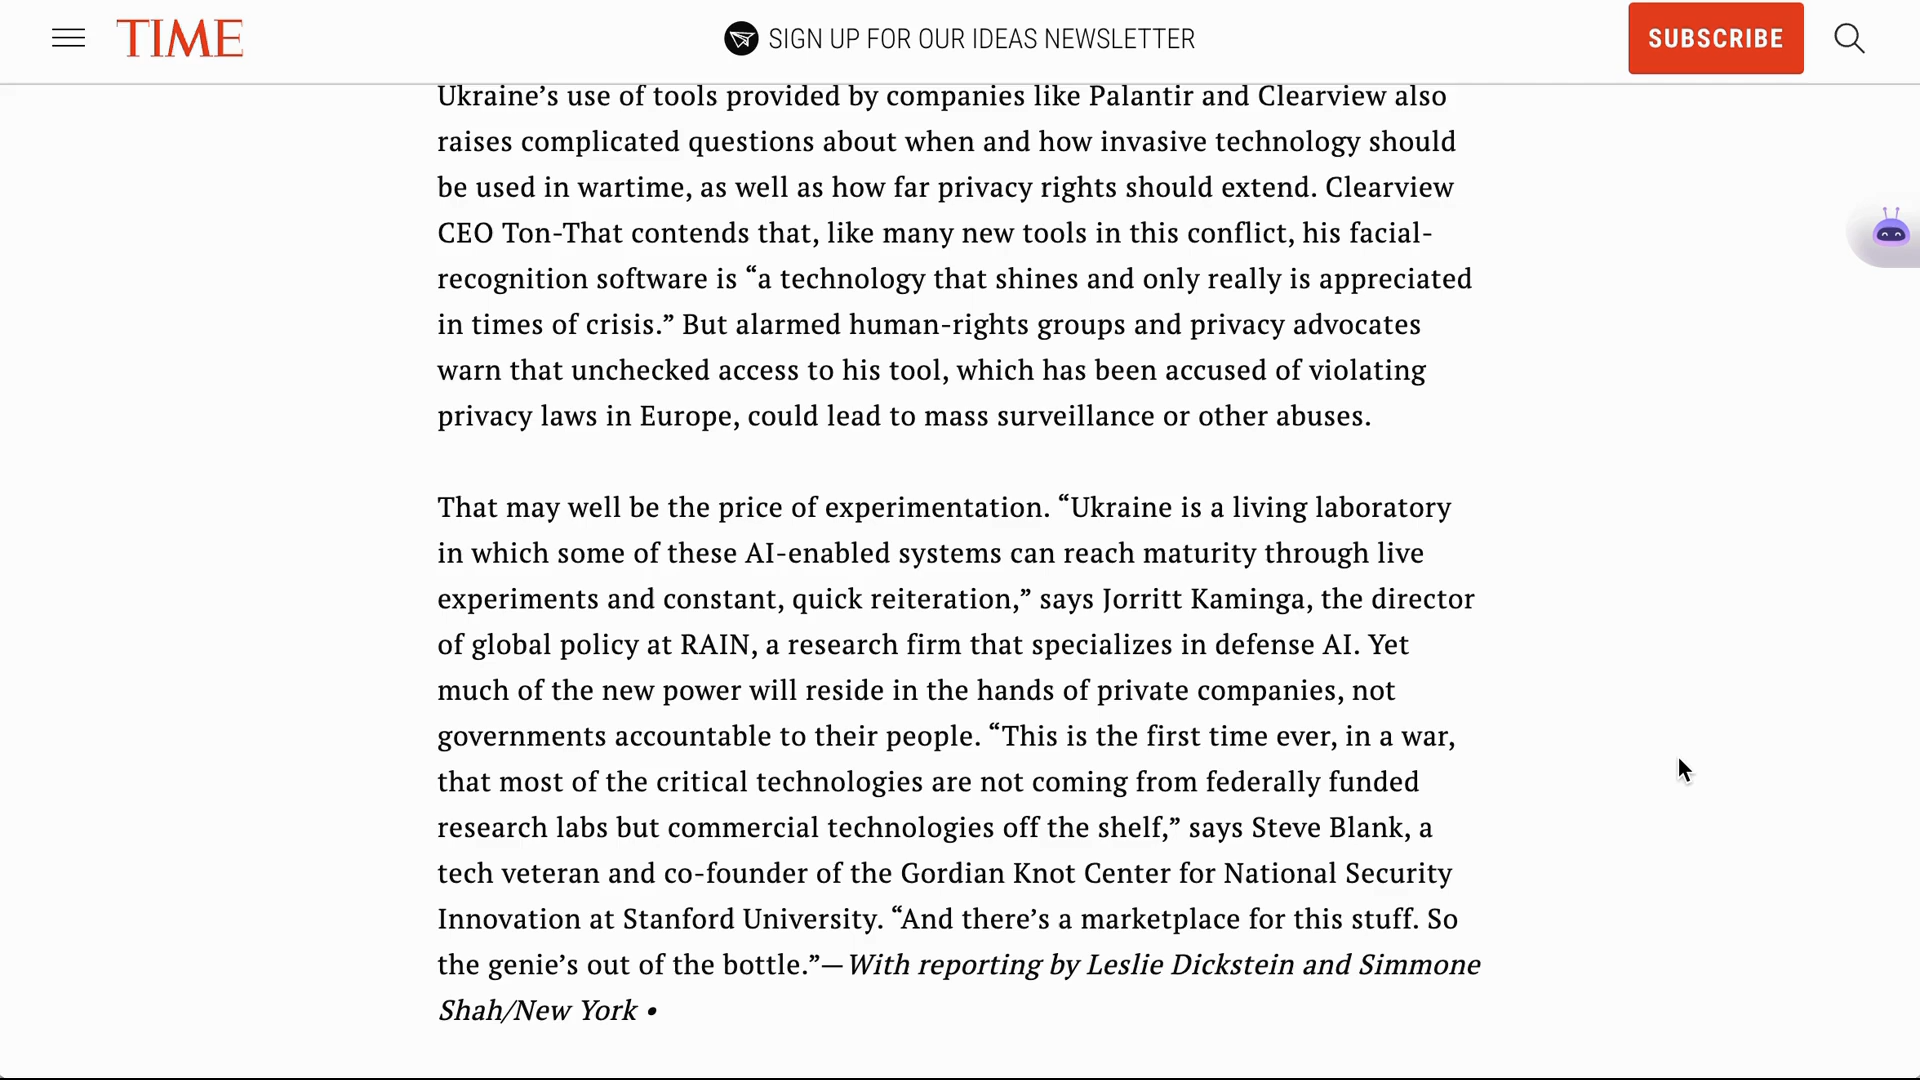 TIME
SIGN UP FOR OUR IDEAS NEWSLETTER
SUBSCRIBE
Ukraine’s use of tools provided by companies like Palantir and Clearview also
raises complicated questions about when and how invasive technology should
be used in wartime, as well as how far privacy rights should extend. Clearview
CEO Ton-That contends that, like many new tools in this conflict, his facial-
recognition software is “a technology that shines and only really is appreciated
in times of crisis.” But alarmed human-rights groups and privacy advocates
warn that unchecked access to his tool, which has been accused of violating
privacy laws in Europe, could lead to mass surveillance or other abuses.
That may well be the price of experimentation. “Ukraine is a living laboratory
in which some of these AI-enabled systems can reach maturity through live
experiments and constant, quick reiteration,” says Jorritt Kaminga, the director
of global policy at RAIN, a research firm that specializes in defense AI. Yet
much of the new power will reside in the hands of private companies, not
governments accountable to their people. “This is the first time ever, in a war,
that most of the critical technologies are not coming from federally funded
research labs but commercial technologies off the shelf,” says Steve Blank, a
tech veteran and co-founder of the Gordian Knot Center for National Security
Innovation at Stanford University. “And there’s a marketplace for this stuff. So
the genie’s out of the bottle.”—With reporting by Leslie Dickstein and Simmone
Shah/New York •